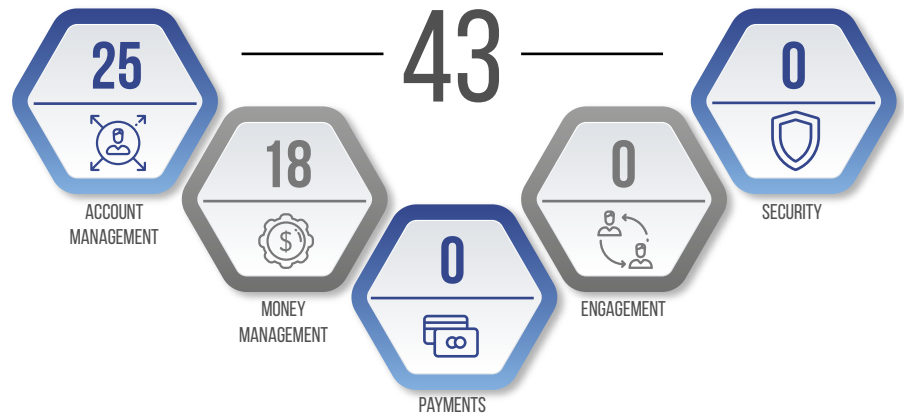 43
25
ACCOUNT
MANAGEMENT
18
$
MONEY
MANAGEMENT
0
PAYMENTS
0
ENGAGEMENT
0
SECURITY